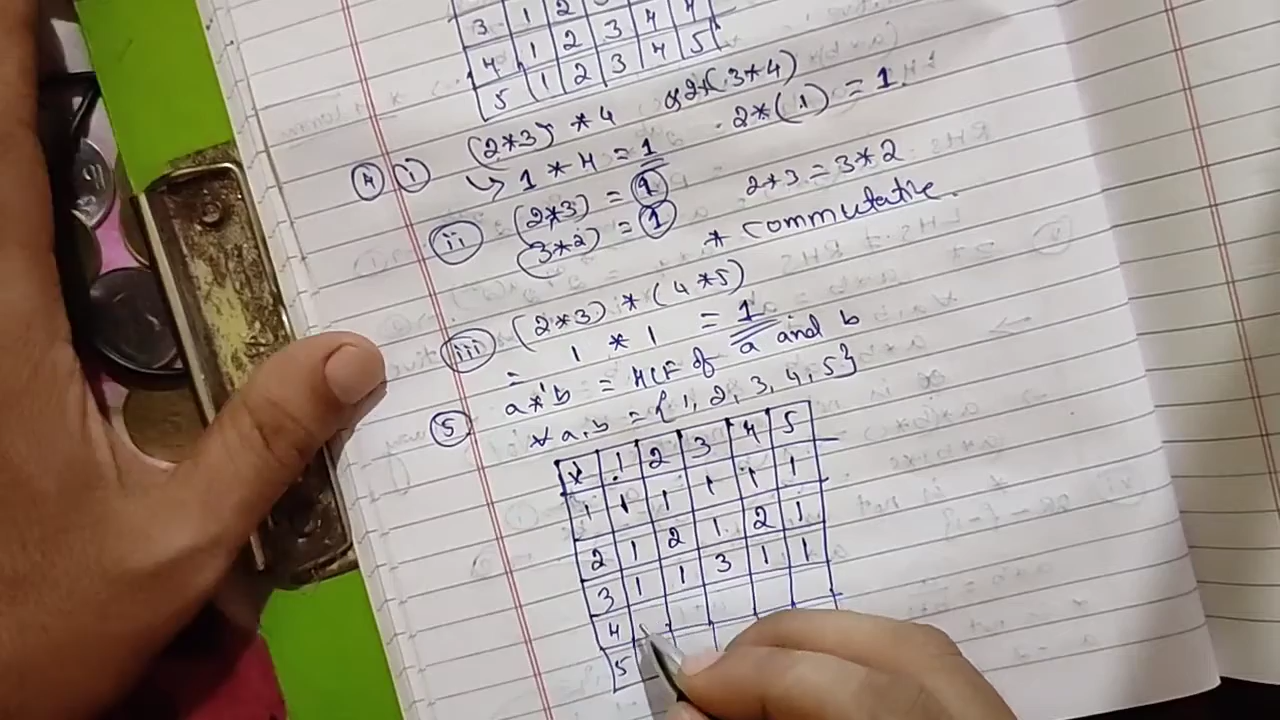 3 1 2
4 1 2 3 4 4
5 1 2 3 4 5
4 i) (2*3) * 4 & 2*(3*4)
↳ 1 * 4 = 1 2*(1) = 1.
ii (2*3) = 1 2*3 = 3*2
(3*2) = 1 * commutative.
iii) (2*3) * (4*5)
= 1 * 1 = 1
5 a*'b = HCF of a and b
∀ a,b = {1, 2, 3, 4, 5}
* 1 2 3 4 5
1 1 1 1 1 1
2 1 2 1 2 1
3 1 1 3 1 1
4
5